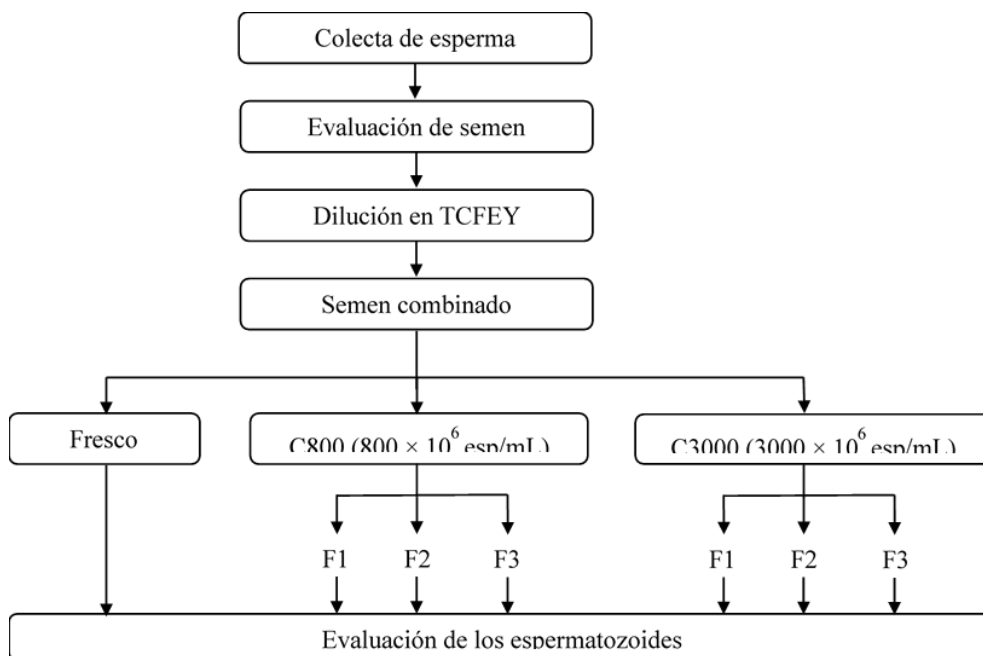 Colecta de esperma
Evaluación de semen
Dilución en TCFEY
Semen combinado
Fresco
C800 (800 × 10⁶ esp/mL)
C3000 (3000 × 10⁶ esp/mL)
F1 F2 F3 F1 F2 F3
Evaluación de los espermatozoides